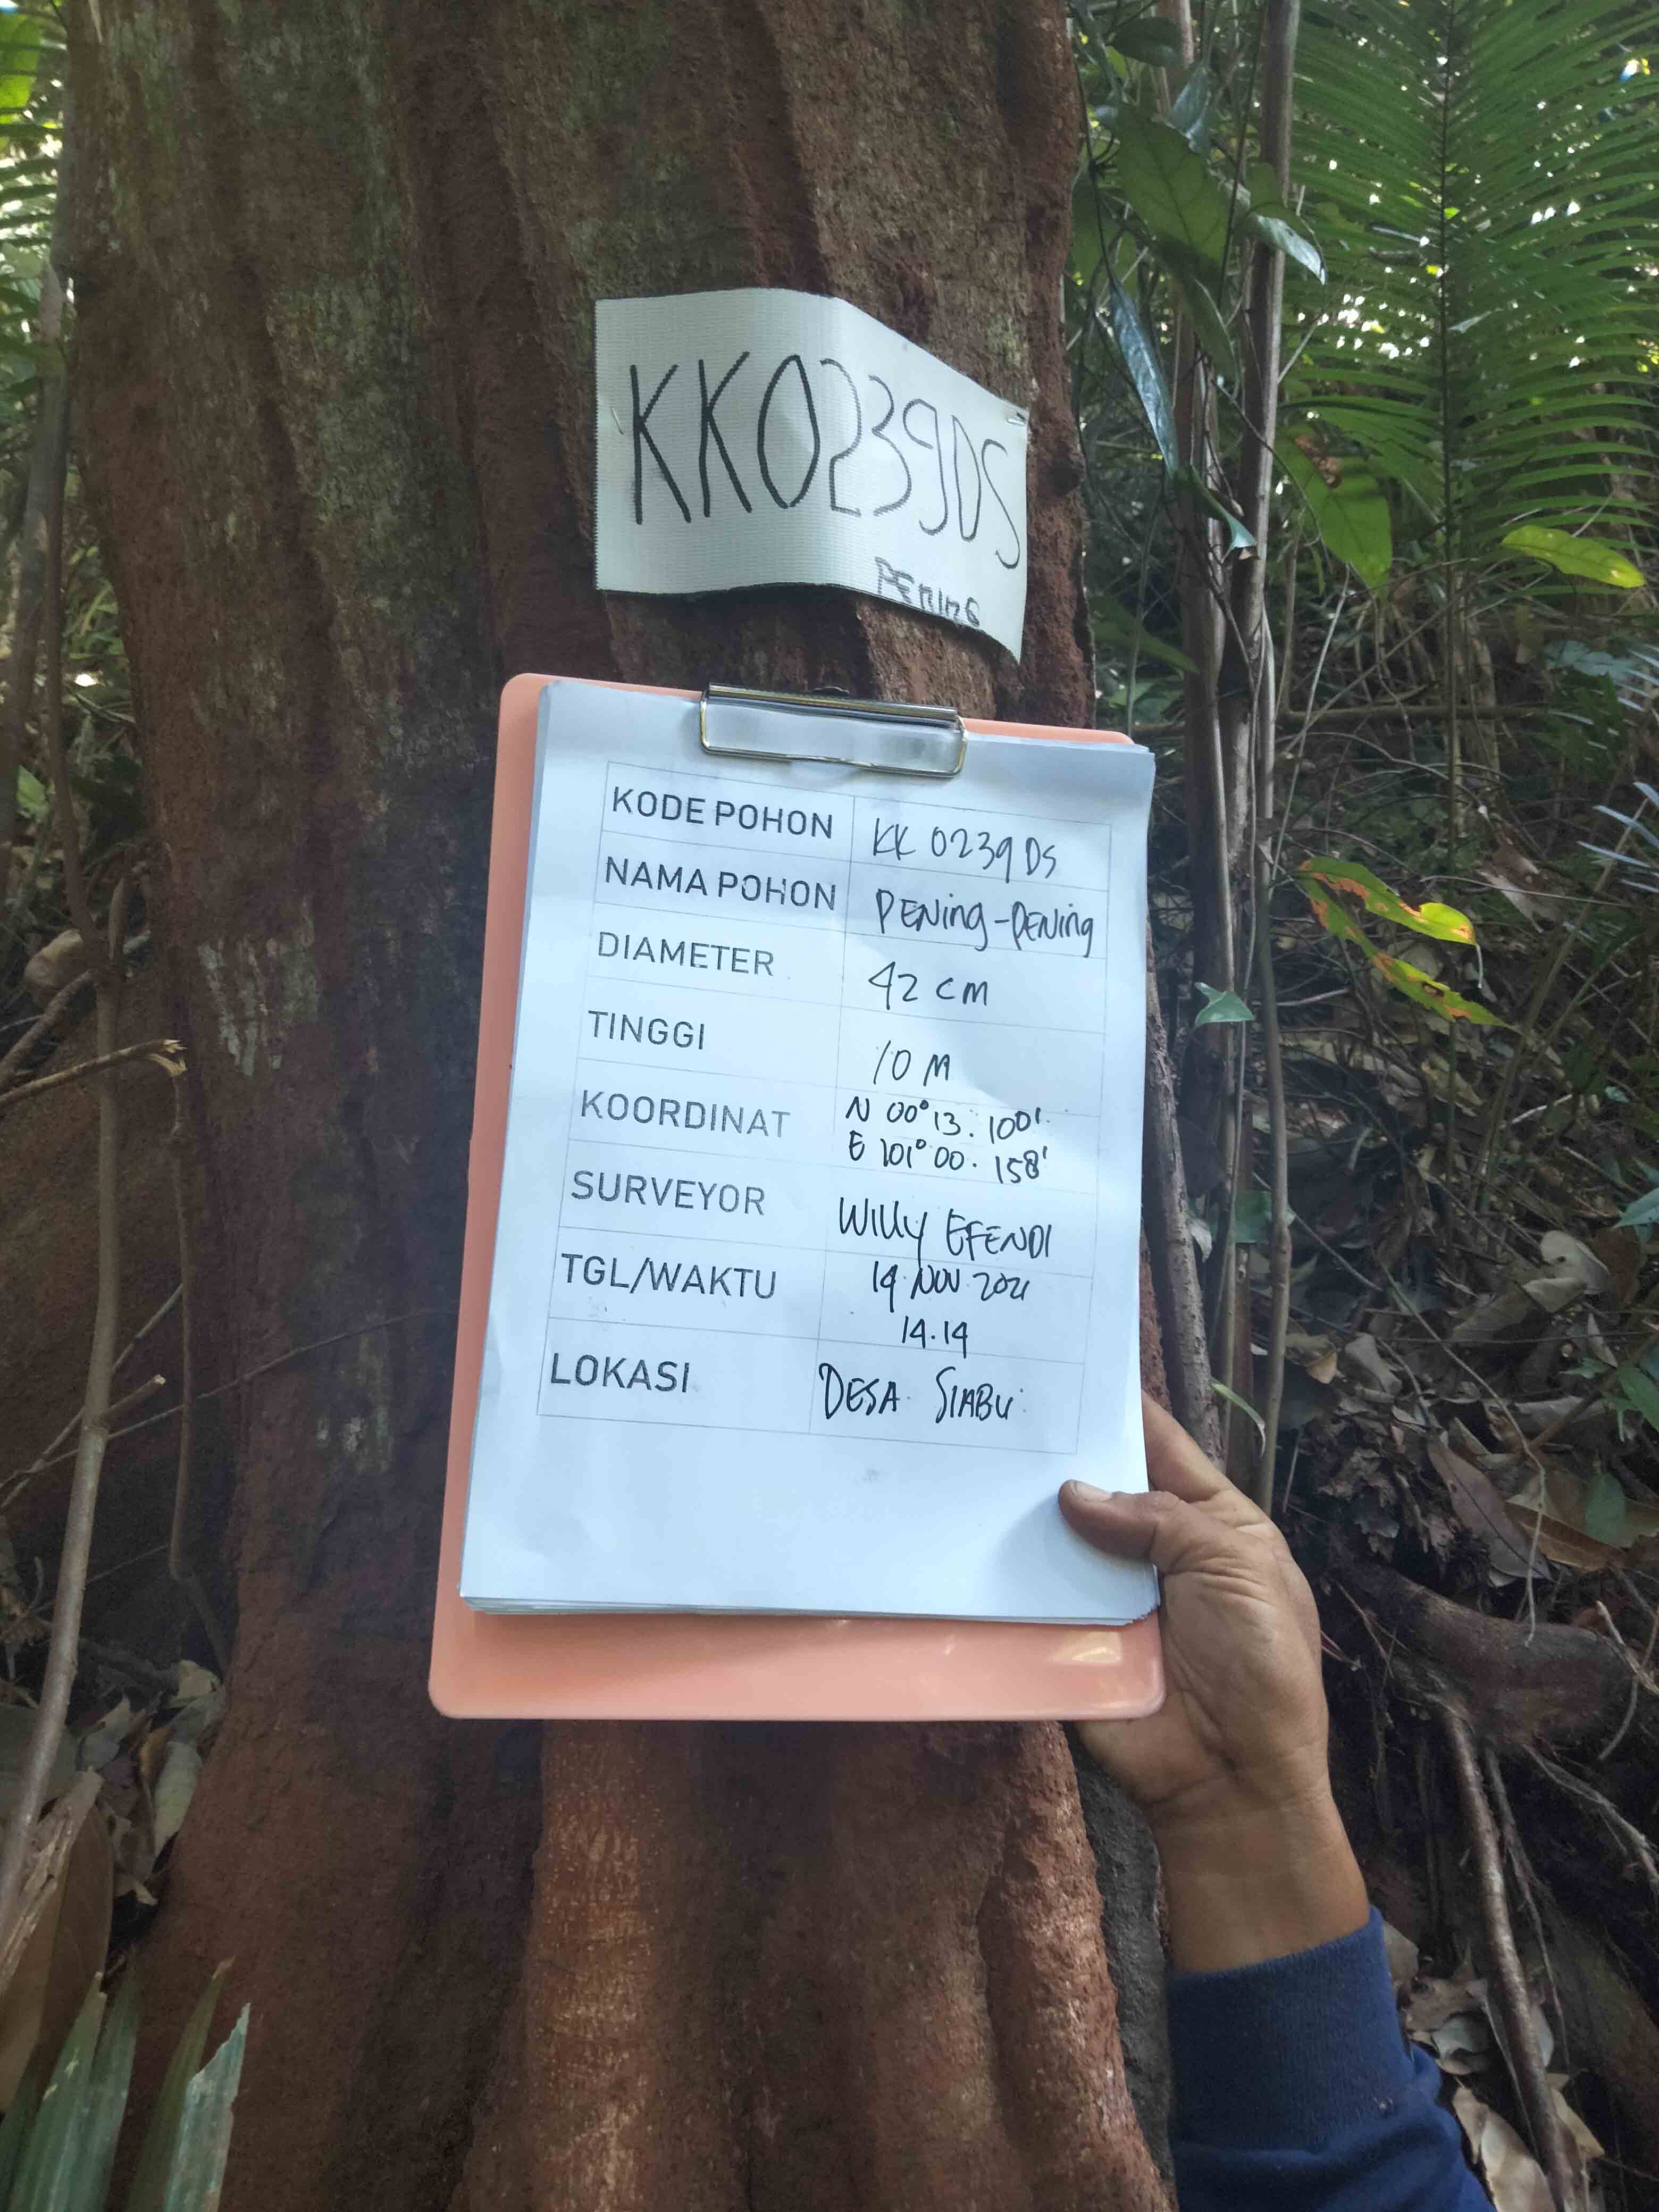 KK0239DS
PENING
KODE POHON KK 0239 DS
NAMA POHON PENing-PENing
DIAMETER 42 cm
TINGGI 10 M
KOORDINAT N 00° 13. 100'
E 101° 00. 158'
SURVEYOR Willy EFENDI
TGL/WAKTU 14 NOV 2021
14.14
LOKASI DESA SIABU